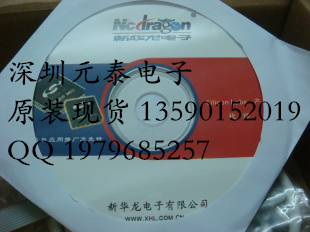 Ncdragon
新华龙电子
深圳元泰电子
原装现货 13590152019
QQ 1979685257
新华龙电子有限公司
WWW.XHL.COM.CN